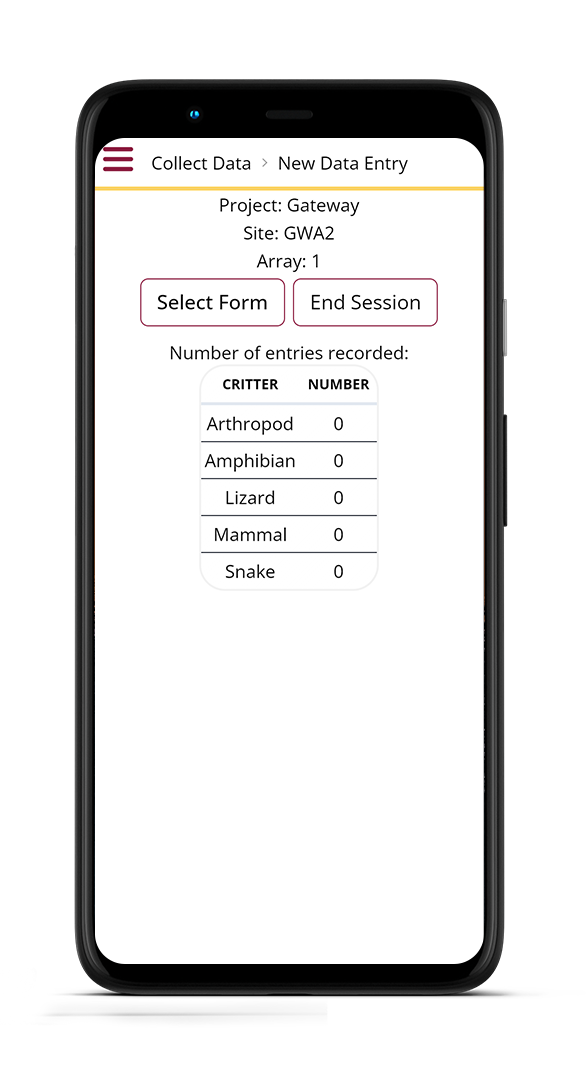 Collect Data > New Data Entry
Project: Gateway
Site: GWA2
Array: 1
Select Form End Session
Number of entries recorded:
CRITTER NUMBER
Arthropod 0
Amphibian 0
Lizard 0
Mammal 0
Snake 0